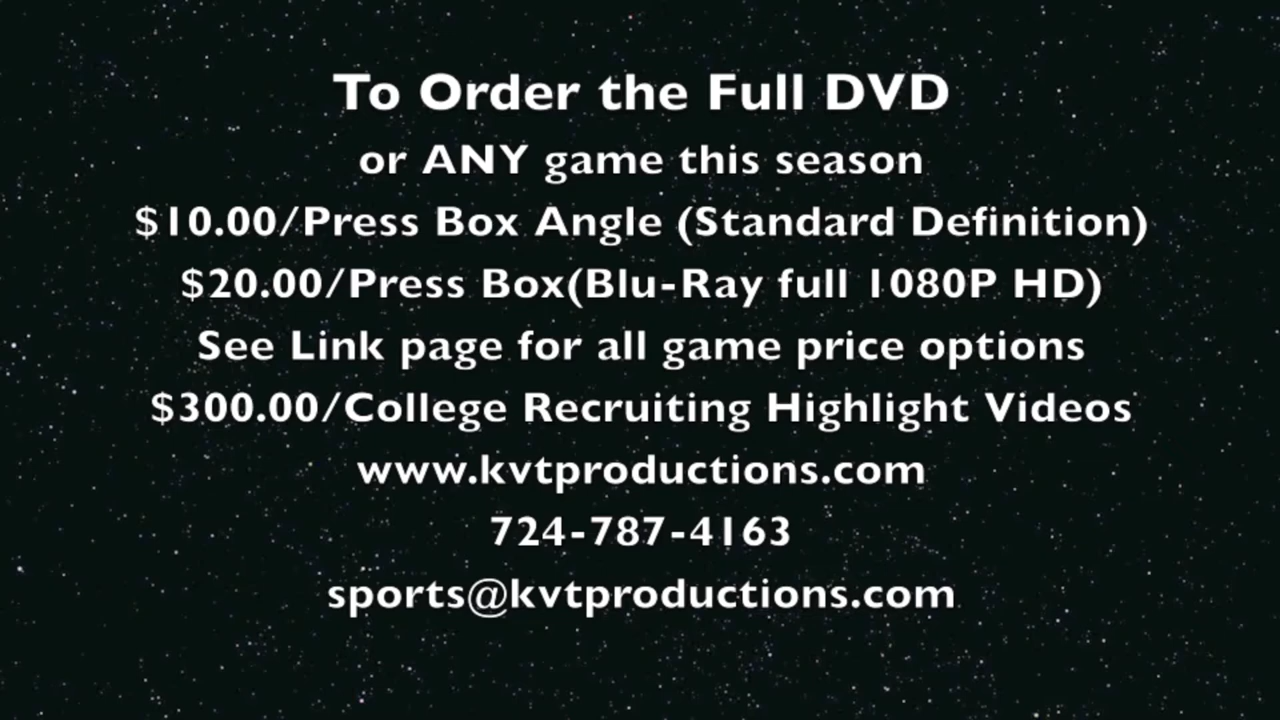 To Order the Full DVD
or ANY game this season
$10.00/Press Box Angle (Standard Definition)
$20.00/Press Box(Blu-Ray full 1080P HD)
See Link page for all game price options
$300.00/College Recruiting Highlight Videos
www.kvtproductions.com
724-787-4163
sports@kvtproductions.com